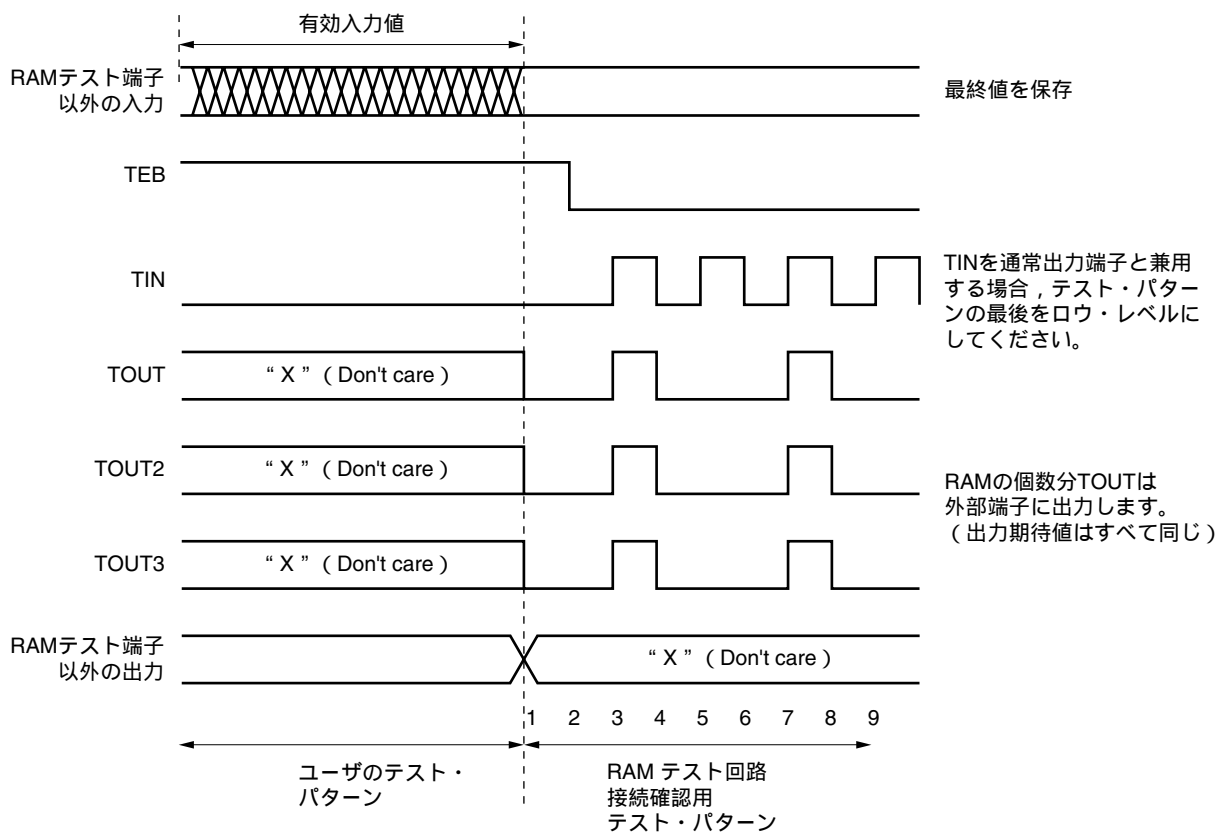 有効入力値
RAMテスト端子
以外の入力
最終値を保存
TEB
TIN
TINを通常出力端子と兼用
する場合，テスト・パター
ンの最後をロウ・レベルに
してください。
TOUT
“ X ” （ Don't care ）
TOUT2
“ X ” （ Don't care ）
RAMの個数分TOUTは
外部端子に出力します。
（ 出力期待値はすべて同じ ）
TOUT3
“ X ” （ Don't care ）
RAMテスト端子
以外の出力
“ X ” （ Don't care ）
1 2 3 4 5 6 7 8 9
ユーザのテスト・
パターン
RAM テスト回路
接続確認用
テスト・パターン